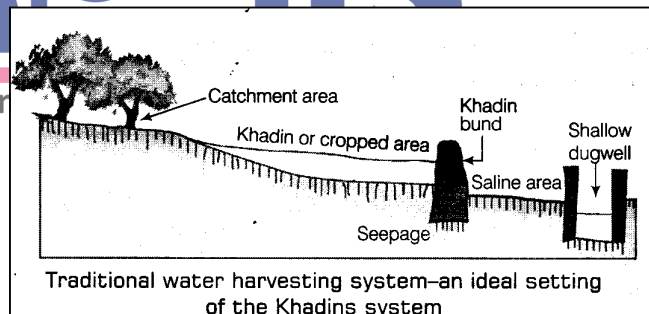 Catchment area
Khadin or cropped area
Khadin
bund
Shallow
dugwell
Saline area
Seepage
Traditional water harvesting system–an ideal setting
of the Khadins system